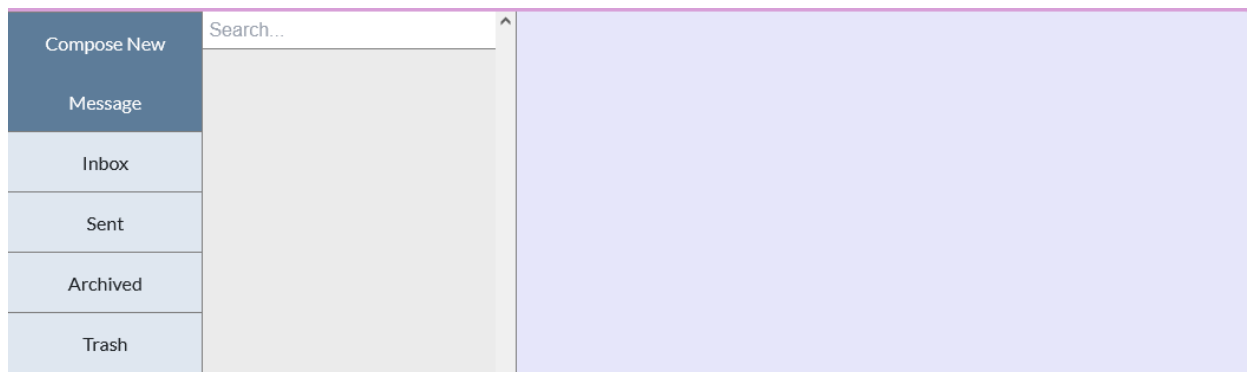 Compose New
Message
Inbox
Sent
Archived
Trash
Search...